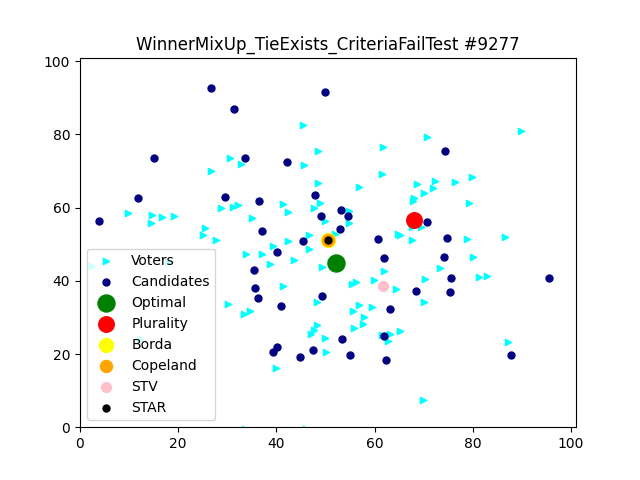 WinnerMixUp_TieExists_CriteriaFailTest #9277
100
80
60
40
20
0
Voters
Candidates
Optimal
Plurality
Borda
Copeland
STV
STAR
0 20 40 60 80 100